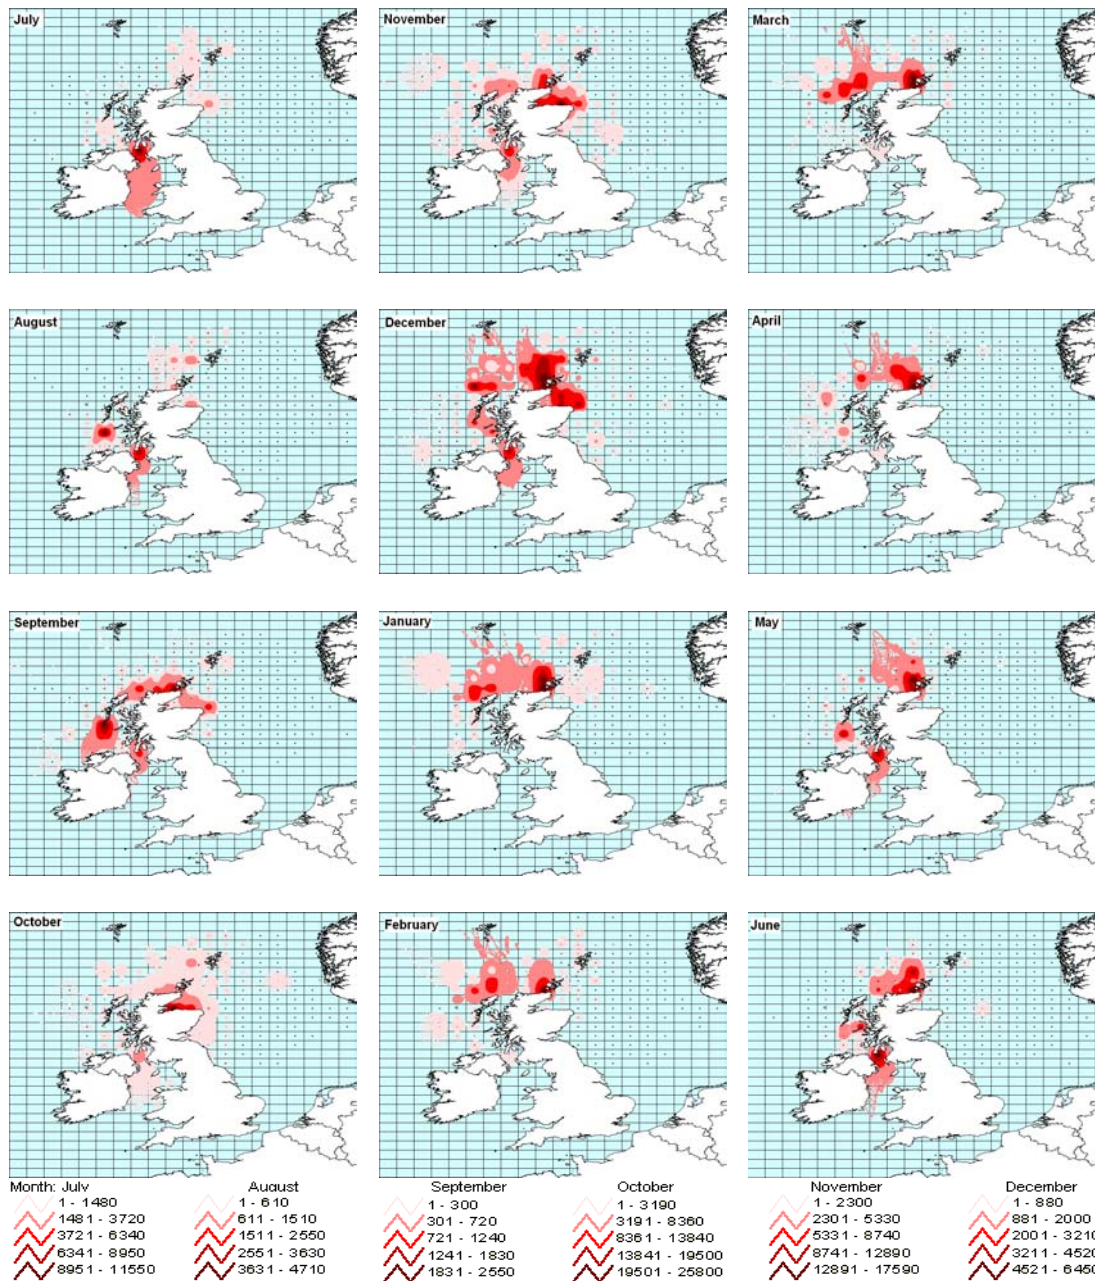 July
November
March
August
December
April
September
January
May
October
February
June
Month: July
1 - 1480
1481 - 3720
3721 - 6340
6341 - 8950
8951 - 11550
August
1 - 610
611 - 1510
1511 - 2550
2551 - 3630
3631 - 4710
September
1 - 300
301 - 720
721 - 1240
1241 - 1830
1831 - 2550
October
1 - 3190
3191 - 8360
8361 - 13840
13841 - 19500
19501 - 25800
November
1 - 2300
2301 - 5330
5331 - 8740
8741 - 12890
12891 - 17590
December
1 - 880
881 - 2000
2001 - 3210
3211 - 4520
4521 - 6450